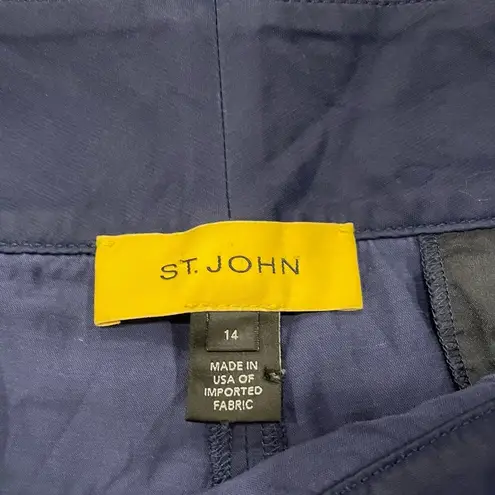 ST. JOHN
14
MADE IN
USA OF
IMPORTED
FABRIC